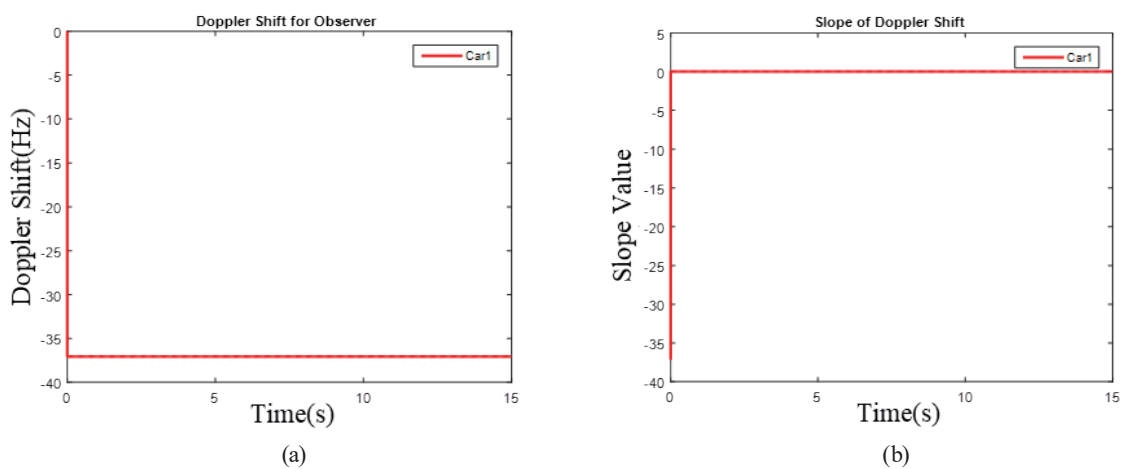 Doppler Shift for Observer
Car1
Doppler Shift(Hz)
0
-5
-10
-15
-20
-25
-30
-35
-40
0
5
10
15
Time(s)
(a)
Slope of Doppler Shift
Car1
Slope Value
5
0
-5
-10
-15
-20
-25
-30
-35
-40
0
5
10
15
Time(s)
(b)